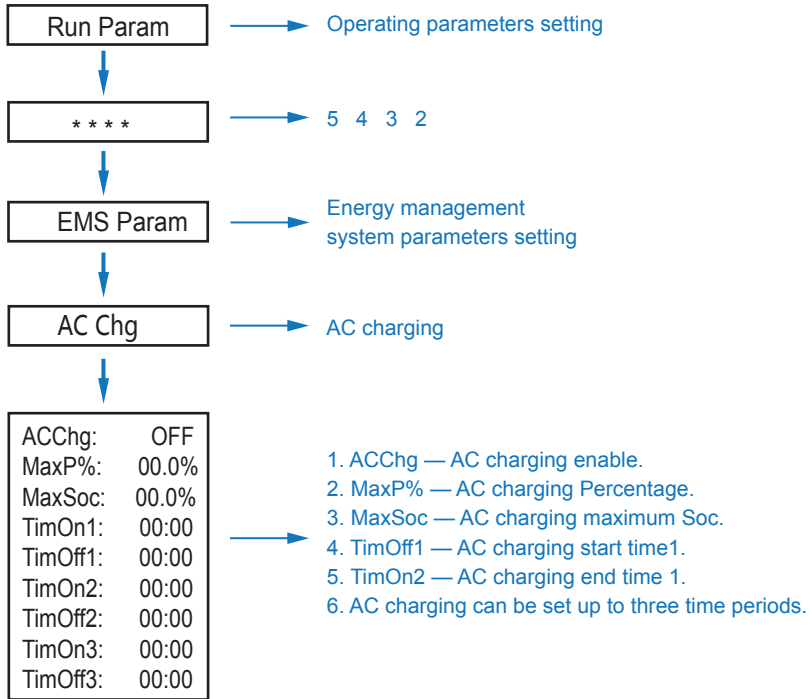 Run Param
Operating parameters setting
* * * *
5 4 3 2
EMS Param
Energy management
system parameters setting
AC Chg
AC charging
ACChg: OFF
MaxP%: 00.0%
MaxSoc: 00.0%
TimOn1: 00:00
TimOff1: 00:00
TimOn2: 00:00
TimOff2: 00:00
TimOn3: 00:00
TimOff3: 00:00
1. ACChg — AC charging enable.
2. MaxP% — AC charging Percentage.
3. MaxSoc — AC charging maximum Soc.
4. TimOff1 — AC charging start time1.
5. TimOn2 — AC charging end time 1.
6. AC charging can be set up to three time periods.